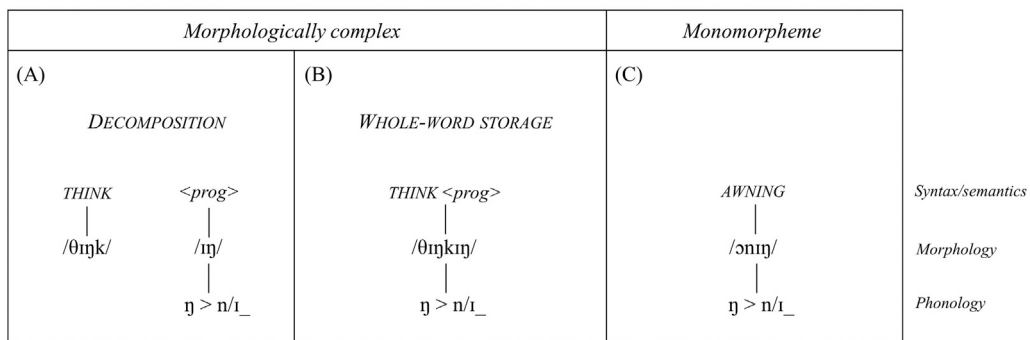 Morphologically complex Monomorpheme
(A) (B) (C)
DECOMPOSITION WHOLE-WORD STORAGE
THINK <prog> THINK <prog> AWNING Syntax/semantics
/θɪŋk/ /ɪŋ/ /θɪŋkɪŋ/ /ɔnɪŋ/ Morphology
ŋ > n/ɪ_ ŋ > n/ɪ_ ŋ > n/ɪ_ Phonology